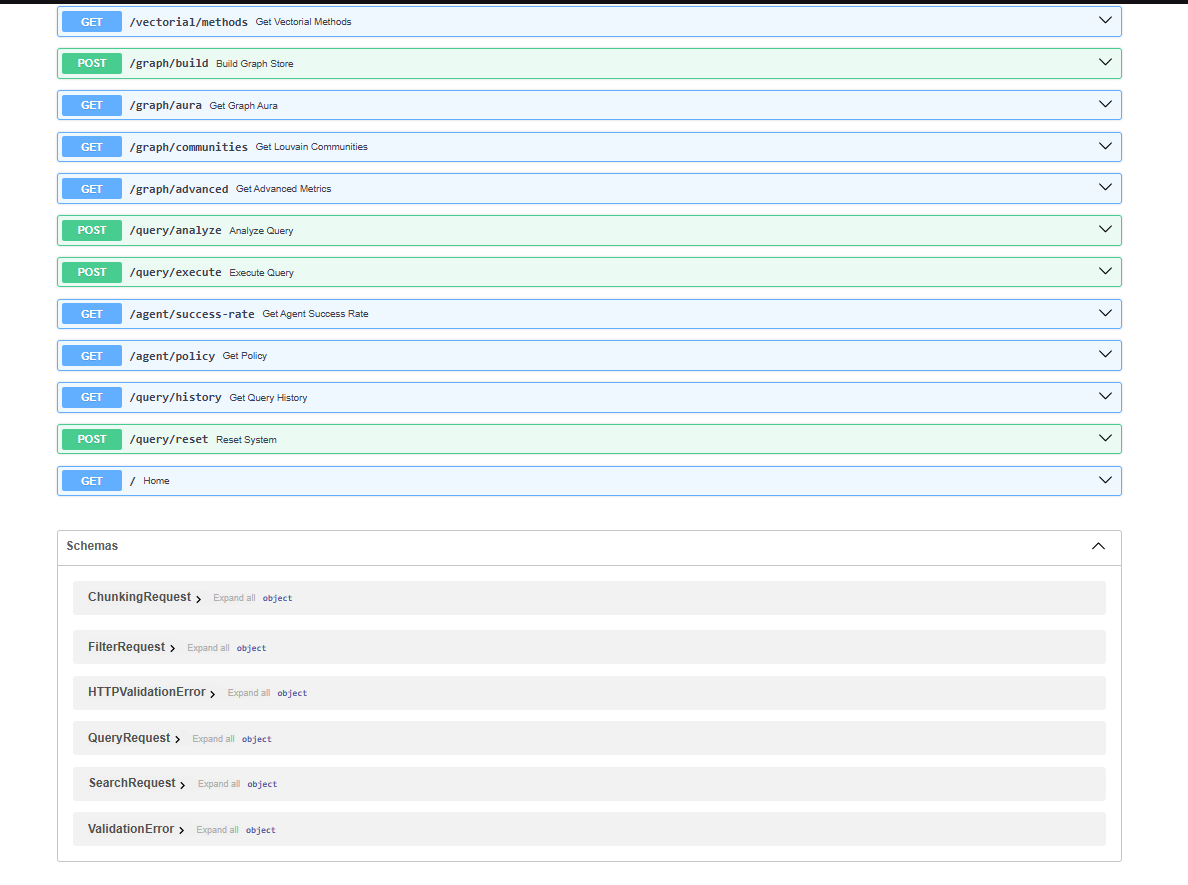 GET /vectorial/methods Get Vectorial Methods
POST /graph/build Build Graph Store
GET /graph/aura Get Graph Aura
GET /graph/communities Get Louvain Communities
GET /graph/advanced Get Advanced Metrics
POST /query/analyze Analyze Query
POST /query/execute Execute Query
GET /agent/success-rate Get Agent Success Rate
GET /agent/policy Get Policy
GET /query/history Get Query History
POST /query/reset Reset System
GET / Home
Schemas
ChunkingRequest Expand all object
FilterRequest Expand all object
HTTPValidationError Expand all object
QueryRequest Expand all object
SearchRequest Expand all object
ValidationError Expand all object